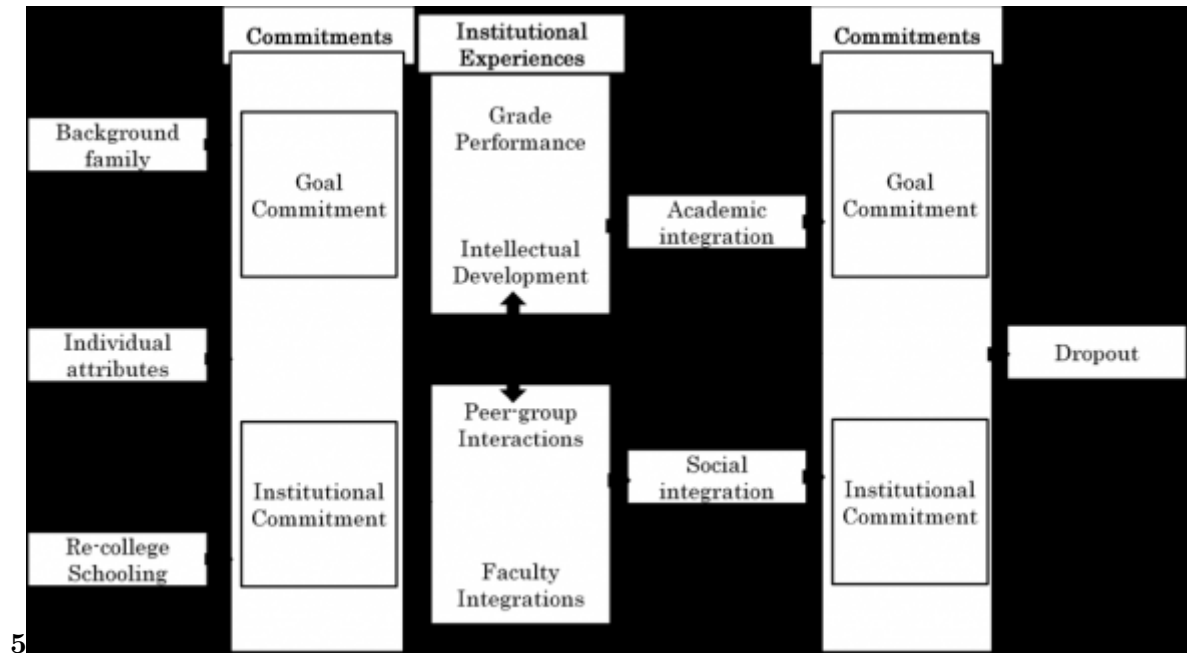 Commitments
Institutional
Experiences
Commitments
Background
family
Individual
attributes
Re-college
Schooling
Goal
Commitment
Institutional
Commitment
Grade
Performance
Intellectual
Development
Peer-group
Interactions
Faculty
Integrations
Academic
integration
Social
integration
Goal
Commitment
Institutional
Commitment
Dropout
5